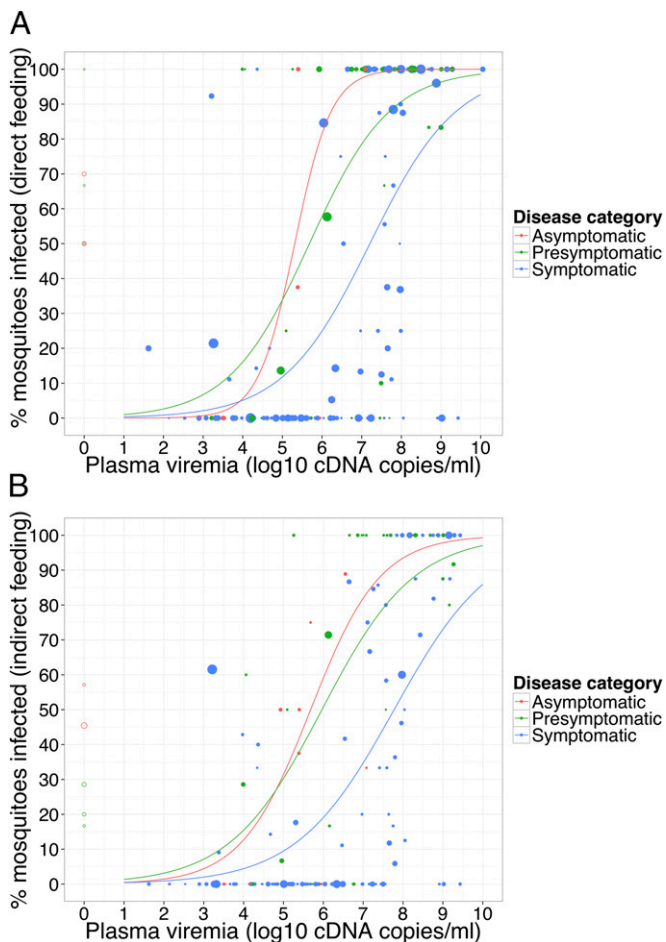 A
% mosquitoes infected (direct feeding)
100
90
80
70
60
50
40
30
20
10
0
0 1 2 3 4 5 6 7 8 9 10
Plasma viremia (log10 cDNA copies/ml)
Disease category
Asymptomatic
Presymptomatic
Symptomatic
B
% mosquitoes infected (indirect feeding)
100
90
80
70
60
50
40
30
20
10
0
0 1 2 3 4 5 6 7 8 9 10
Plasma viremia (log10 cDNA copies/ml)
Disease category
Asymptomatic
Presymptomatic
Symptomatic